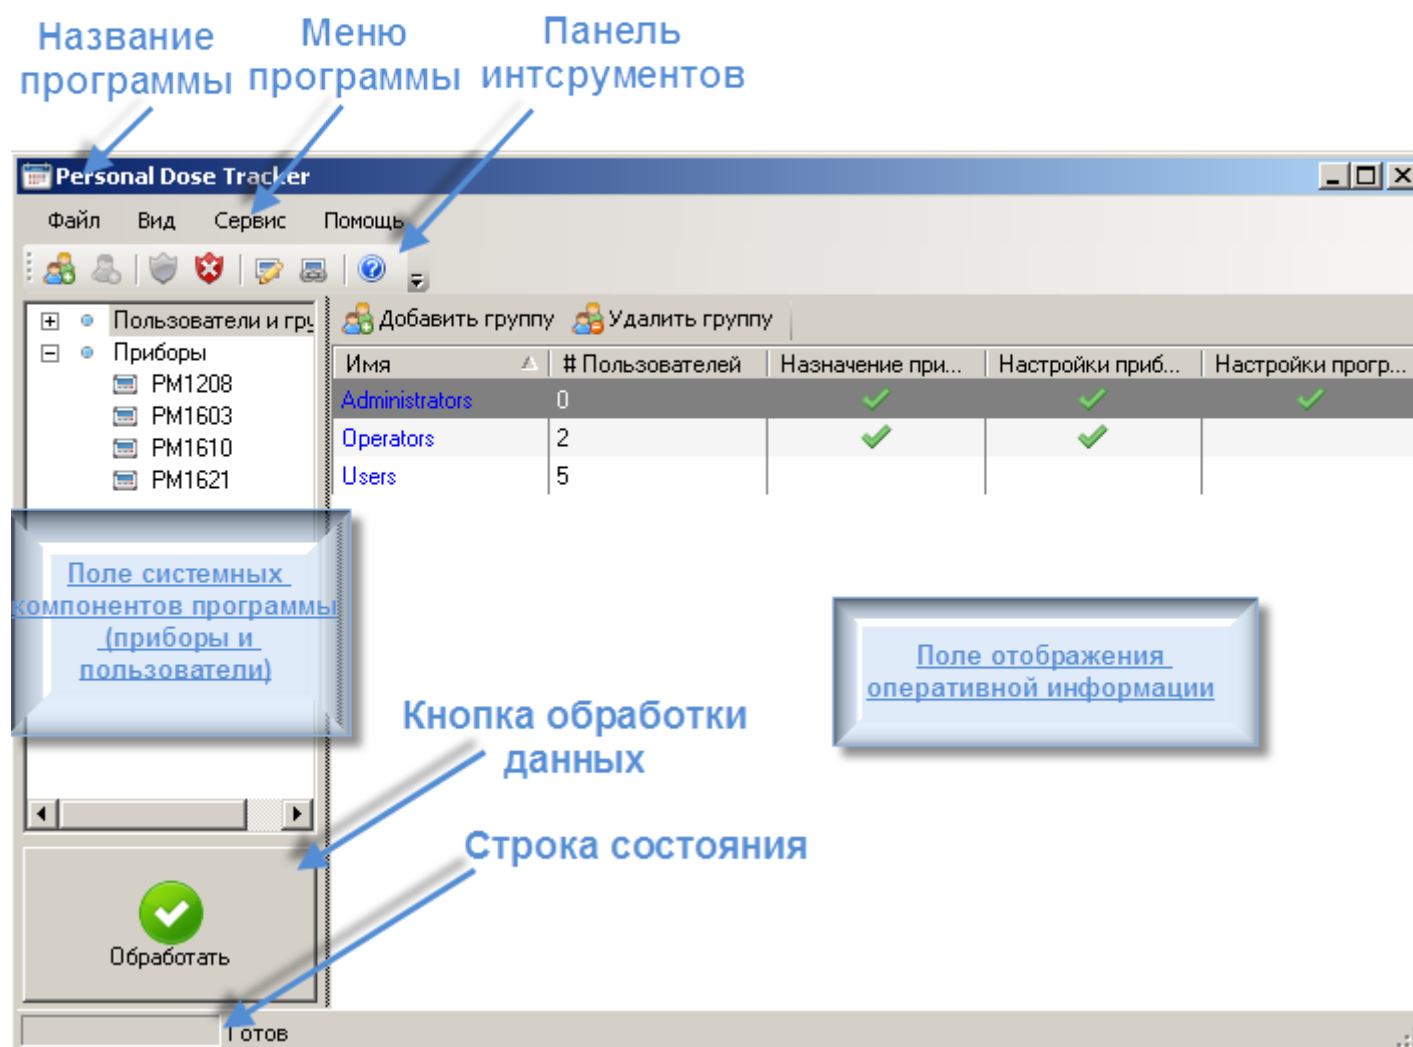 Название
программы
Меню
программы
Панель
интсрументов
Personal Dose Tracker
Файл Вид Сервис Помощь
Пользователи и гру
Приборы
PM1208
PM1603
PM1610
PM1621
Добавить группу Удалить группу
Имя # Пользователей Назначение при... Настройки приб... Настройки прогр...
Administrators 0
Operators 2
Users 5
Поле системных
компонентов программы
(приборы и
пользователи)
Поле отображения
оперативной информации
Кнопка обработки
данных
Строка состояния
Обработать
Готов